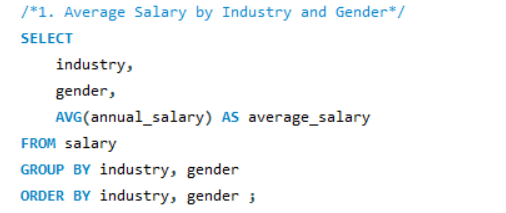 /*1. Average Salary by Industry and Gender*/
SELECT
    industry,
    gender,
    AVG(annual_salary) AS average_salary
FROM salary
GROUP BY industry, gender
ORDER BY industry, gender ;